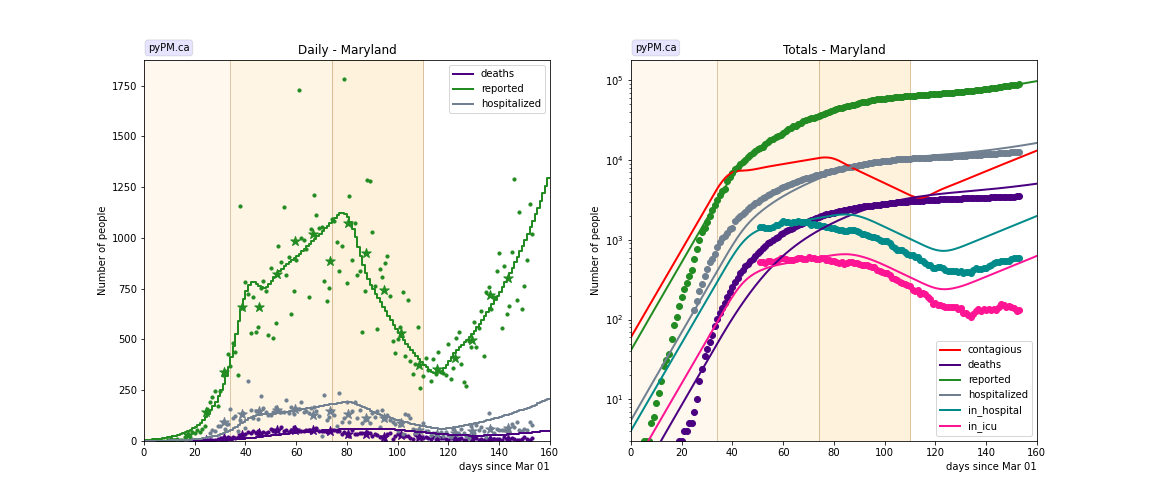 pyPM.ca
Daily - Maryland
deaths
reported
hospitalized
1750
1500
1250
1000
750
500
250
0
Number of people
0 20 40 60 80 100 120 140 160
days since Mar 01
pyPM.ca
Totals - Maryland
10⁵
10⁴
10³
10²
10¹
Number of people
contagious
deaths
reported
hospitalized
in_hospital
in_icu
0 20 40 60 80 100 120 140 160
days since Mar 01